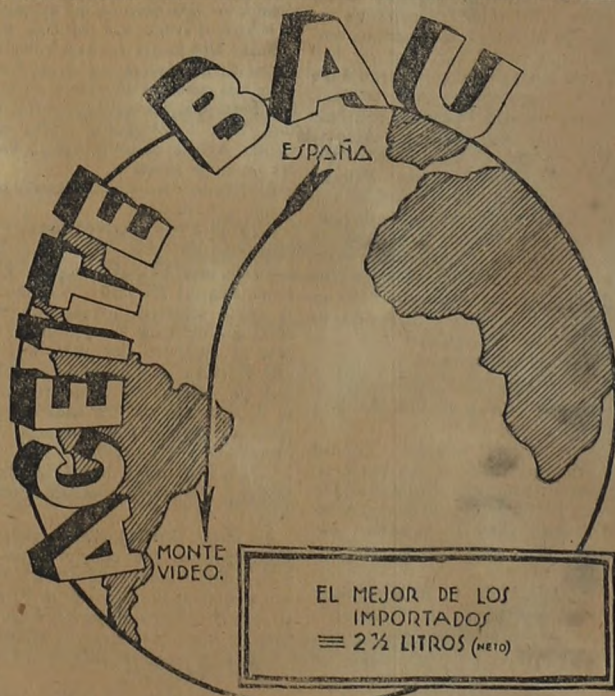 ACEITE BAU
ESPAÑA
MONTE
VIDEO.
EL MEJOR DE LOS
IMPORTADOS
2½ LITROS (NETO)